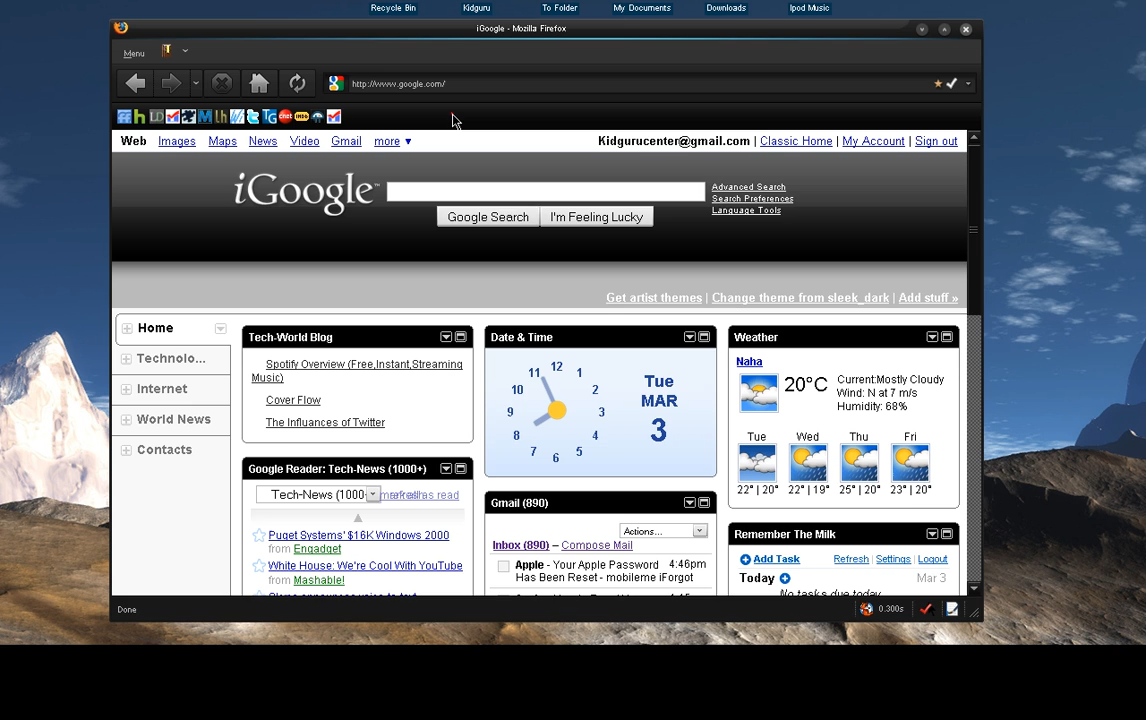 Recycle Bin Kidguru To Folder My Documents Downloads Ipod Music
iGoogle - Mozilla Firefox
Menu
http://www.google.com/
Web Images Maps News Video Gmail more ▼ Kidgurucenter@gmail.com | Classic Home | My Account | Sign out
iGoogle™
Advanced Search
Search Preferences
Language Tools
Google Search I'm Feeling Lucky
Get artist themes | Change theme from sleek_dark | Add stuff »
Home
Technolo...
Internet
World News
Contacts
Tech-World Blog
Spotify Overview (Free,Instant,Streaming
Music)
Cover Flow
The Influances of Twitter
Google Reader: Tech-News (1000+)
Tech-News (1000+
Puget Systems' $16K Windows 2000
from Engadget
White House: We're Cool With YouTube
from Mashable!
Date & Time
12 1 2 3 4 5 6 7 8 9 10 11
Tue
MAR
3
Gmail (890)
Actions...
Inbox (890) – Compose Mail
Apple - Your Apple Password 4:46pm
Has Been Reset - mobileme iForgot
Weather
Naha
20°C
Current:Mostly Cloudy
Wind: N at 7 m/s
Humidity: 68%
Tue Wed Thu Fri
22° | 20° 22° | 19° 25° | 20° 23° | 20°
Remember The Milk
Add Task Refresh | Settings | Logout
Today Mar 3
No tasks due today
Done 0.300s